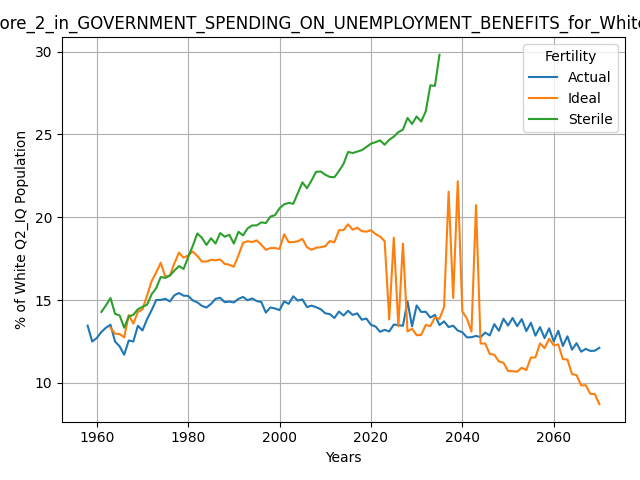 ore_2_in_GOVERNMENT_SPENDING_ON_UNEMPLOYMENT_BENEFITS_for_White
30
25
20
15
10
% of White Q2_IQ Population
Fertility
Actual
Ideal
Sterile
1960
1980
2000
2020
2040
2060
Years